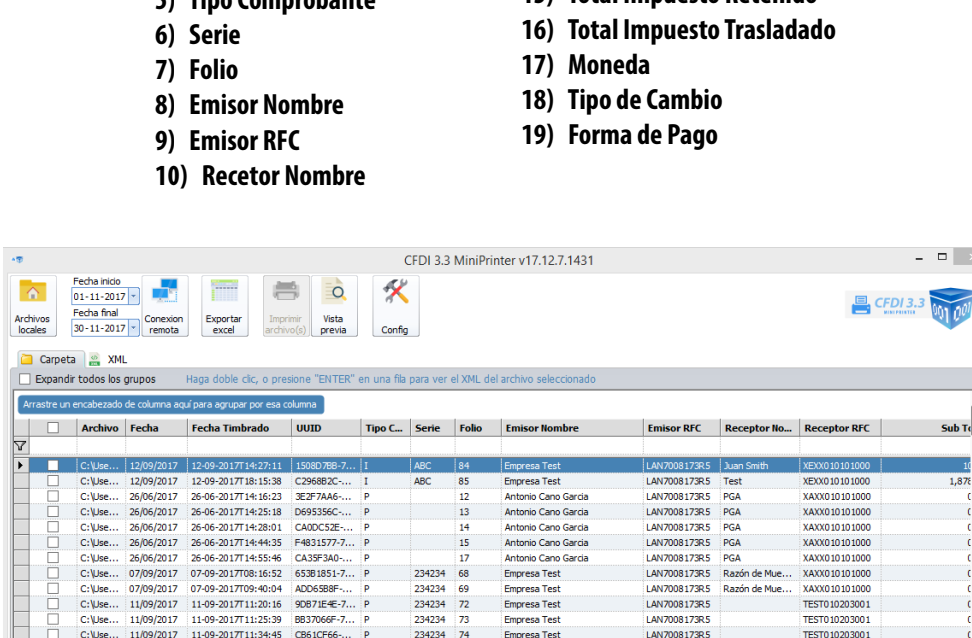 5) Tipo Comprobante
6) Serie
7) Folio
8) Emisor Nombre
9) Emisor RFC
10) Recetor Nombre
15) Total Impuesto Retenido
16) Total Impuesto Trasladado
17) Moneda
18) Tipo de Cambio
19) Forma de Pago
CFDI 3.3 MiniPrinter v17.12.7.1431
Archivos locales
Fecha inicio
01-11-2017
Fecha final
30-11-2017
Conexion remota
Exportar excel
Imprimir archivo(s)
Vista previa
Config
CFDI 3.3
MINI PRINTER
001 001
Carpeta XML
Expandir todos los grupos Haga doble clic, o presione "ENTER" en una fila para ver el XML del archivo seleccionado
Arrastre un encabezado de columna aquí para agrupar por esa columna
Archivo Fecha Fecha Timbrado UUID Tipo C... Serie Folio Emisor Nombre Emisor RFC Receptor No... Receptor RFC Sub
C:\Use... 12/09/2017 12-09-2017T14:27:11 1508D7BB-7... I ABC 84 Empresa Test LAN7008173R5 Juan Smith XEXX010101000 10
C:\Use... 12/09/2017 12-09-2017T18:15:38 C2968B2C-... I ABC 85 Empresa Test LAN7008173R5 Test XEXX010101000 1,878
C:\Use... 26/06/2017 26-06-2017T14:16:23 3E2F7AA6-... P 12 Antonio Cano Garcia LAN7008173R5 PGA XAXX010101000
C:\Use... 26/06/2017 26-06-2017T14:25:18 D695356C-... P 13 Antonio Cano Garcia LAN7008173R5 PGA XAXX010101000
C:\Use... 26/06/2017 26-06-2017T14:28:01 CA0DC52E-... P 14 Antonio Cano Garcia LAN7008173R5 PGA XAXX010101000
C:\Use... 26/06/2017 26-06-2017T14:44:35 F4831577-7... P 15 Antonio Cano Garcia LAN7008173R5 PGA XAXX010101000
C:\Use... 26/06/2017 26-06-2017T14:55:46 CA35F3A0-... P 17 Antonio Cano Garcia LAN7008173R5 PGA XAXX010101000
C:\Use... 07/09/2017 07-09-2017T08:16:52 653B1851-7... P 234234 68 Empresa Test LAN7008173R5 Razón de Mue... XAXX010101000
C:\Use... 07/09/2017 07-09-2017T09:40:04 ADD65B8F-... P 234234 69 Empresa Test LAN7008173R5 Razón de Mue... XAXX010101000
C:\Use... 11/09/2017 11-09-2017T11:20:16 9DB71E4E-7... P 234234 72 Empresa Test LAN7008173R5 TEST010203001
C:\Use... 11/09/2017 11-09-2017T11:25:39 BB37066F-7... P 234234 73 Empresa Test LAN7008173R5 TEST010203001
C:\Use... 11/09/2017 11-09-2017T11:34:45 CB61CF66-... P 234234 74 Empresa Test LAN7008173R5 TEST010203001